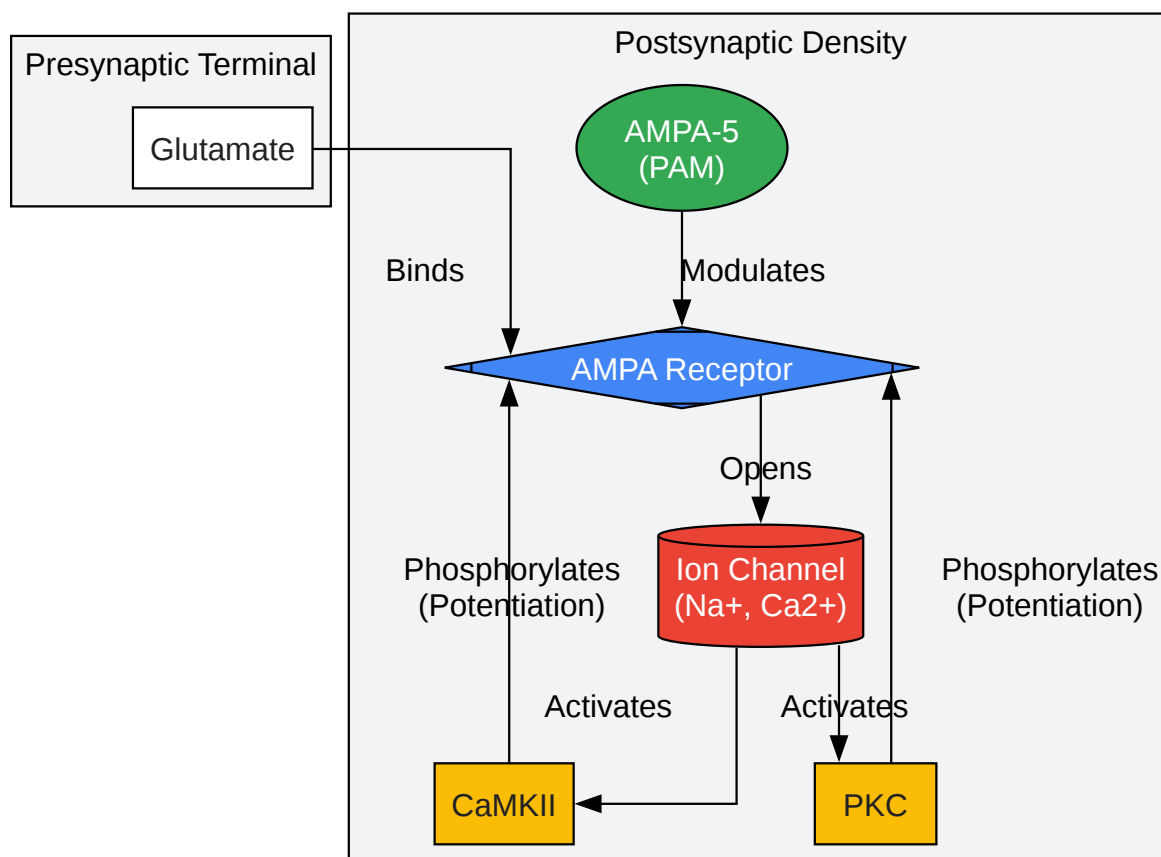 Postsynaptic Density
Presynaptic Terminal
Glutamate
AMPA-5
(PAM)
Binds
Modulates
AMPA Receptor
Opens
Phosphorylates
(Potentiation)
Ion Channel
(Na+, Ca2+)
Phosphorylates
(Potentiation)
Activates
Activates
CaMKII
PKC